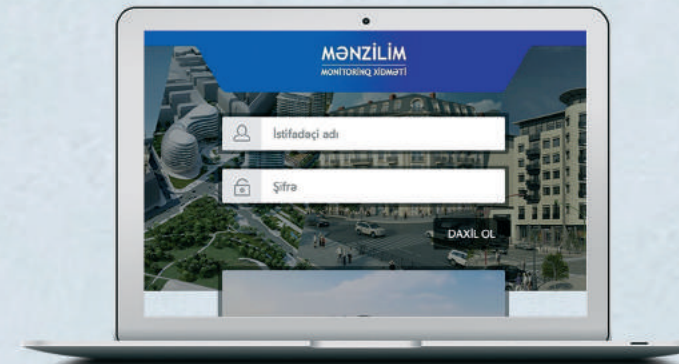 MƏNZİLİM
MONİTORİNQ XİDMƏTİ
İstifadəçi adı
Şifrə
DAXİL OL